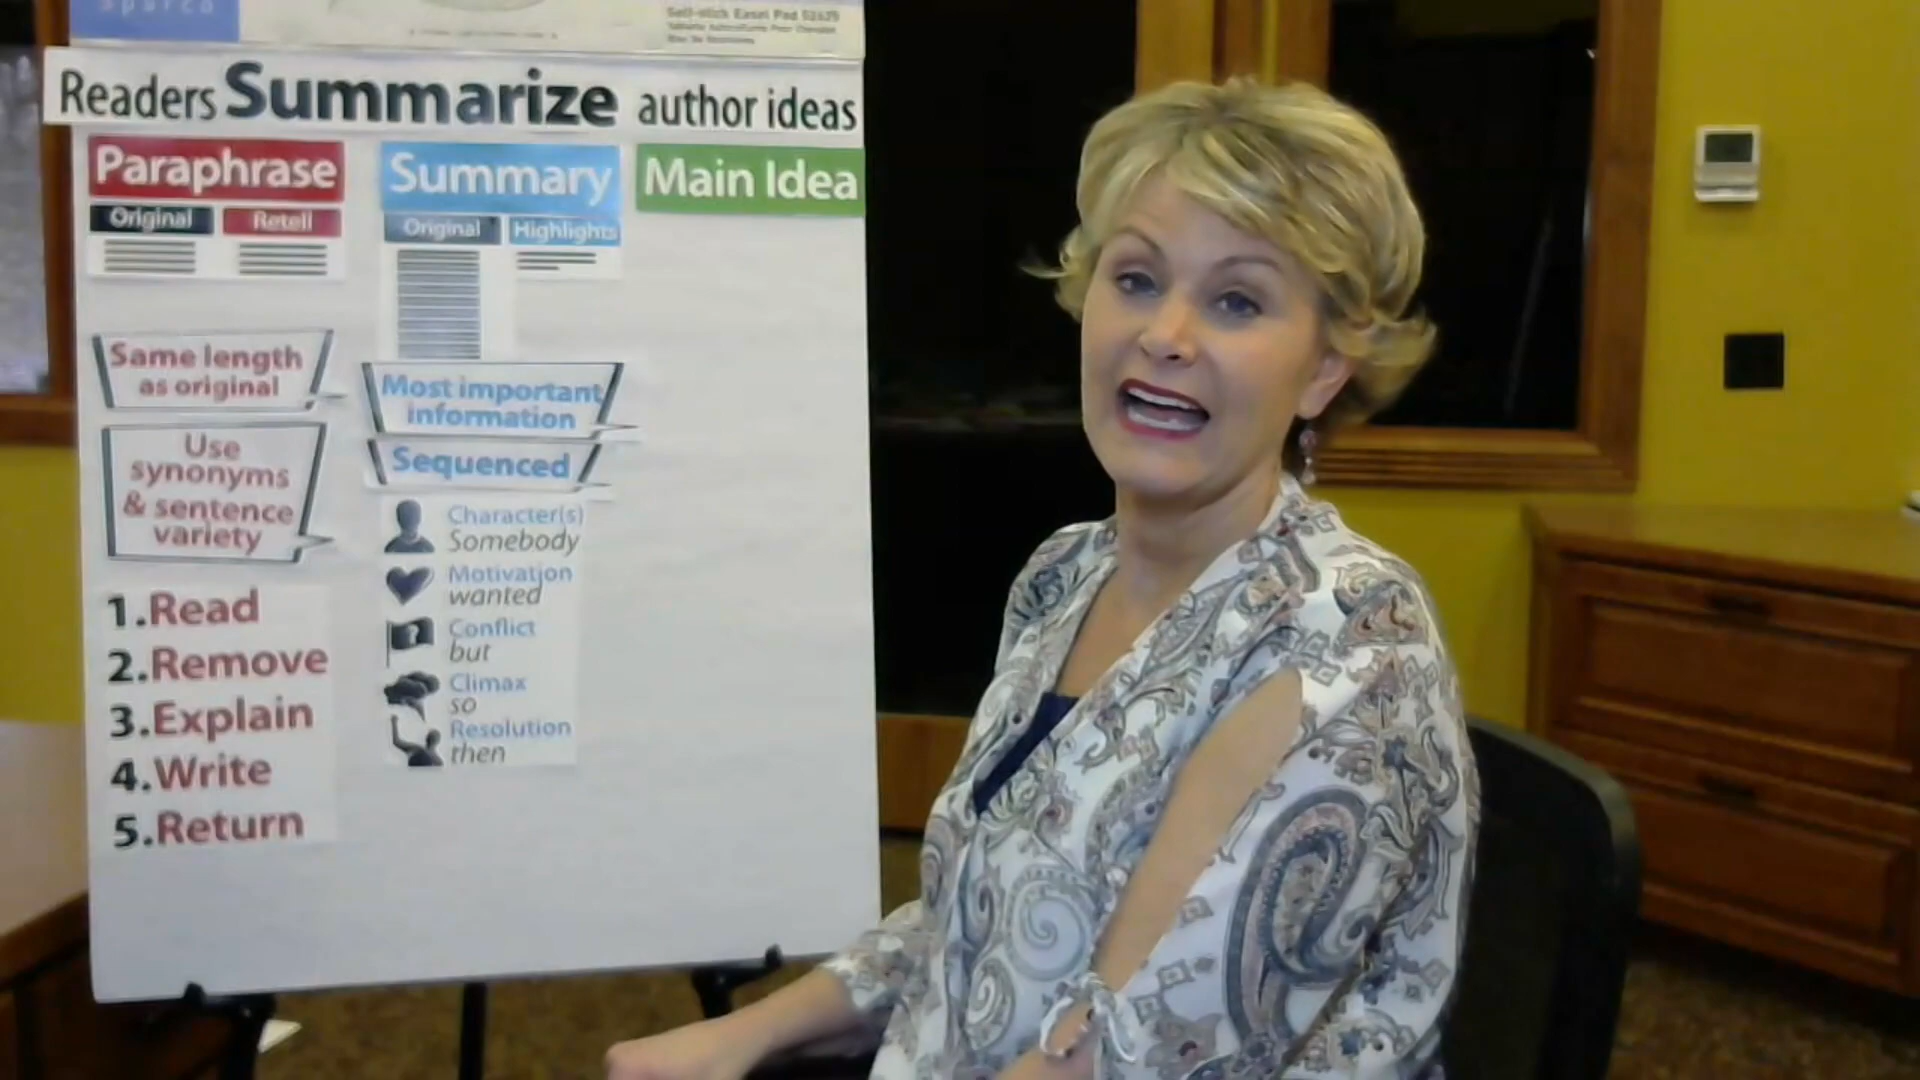 Sparco
Self-stick Easel Pad 52625
Readers Summarize author ideas
Paraphrase
Original Retell
Same length
as original
Use
synonyms
& sentence
variety
1.Read
2.Remove
3.Explain
4.Write
5.Return
Summary
Original Highlights
Most important
information
Sequenced
Character(s)
Somebody
Motivation
wanted
Conflict
but
?
Climax
so
Resolution
then
Main Idea